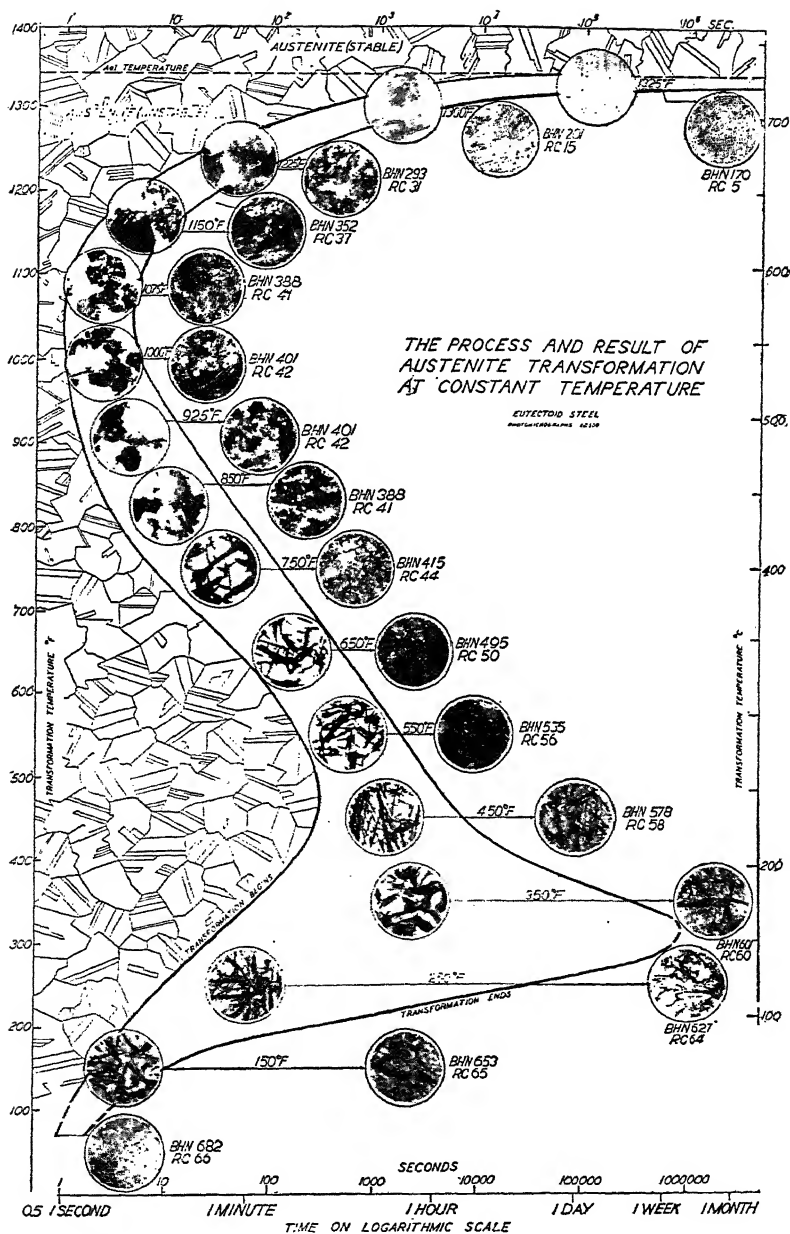 1400
1
10
10²
10³
10⁶ SEC.
AUSTENITE (STABLE)
Ae1 TEMPERATURE
1300
1300°F
BHN 201
RC 15
BHN 170
RC 5
700
BHN 293
RC 31
1200
1150°F
BHN 352
RC 37
1100
1075°F
BHN 388
RC 41
600
1000
1000°F
BHN 401
RC 42
THE PROCESS AND RESULT OF
AUSTENITE TRANSFORMATION
AT CONSTANT TEMPERATURE
EUTECTOID STEEL
900
925°F
BHN 401
RC 42
500
850°F
BHN 388
RC 41
800
750°F
BHN 415
RC 44
400
700
650°F
BHN 495
RC 50
600
550°F
BHN 535
RC 56
TRANSFORMATION TEMPERATURE °F
TRANSFORMATION TEMPERATURE °C
500
450°F
BHN 578
RC 58
400
200
350°F
RC 60
TRANSFORMATION BEGINS
300
TRANSFORMATION ENDS
BHN 627
RC 64
200
100
150°F
BHN 653
RC 65
100
BHN 682
RC 66
SECONDS
1
10
100
1000
10000
100000
1000000
0.5
1 SECOND
1 MINUTE
1 HOUR
1 DAY
1 WEEK
1 MONTH
TIME ON LOGARITHMIC SCALE